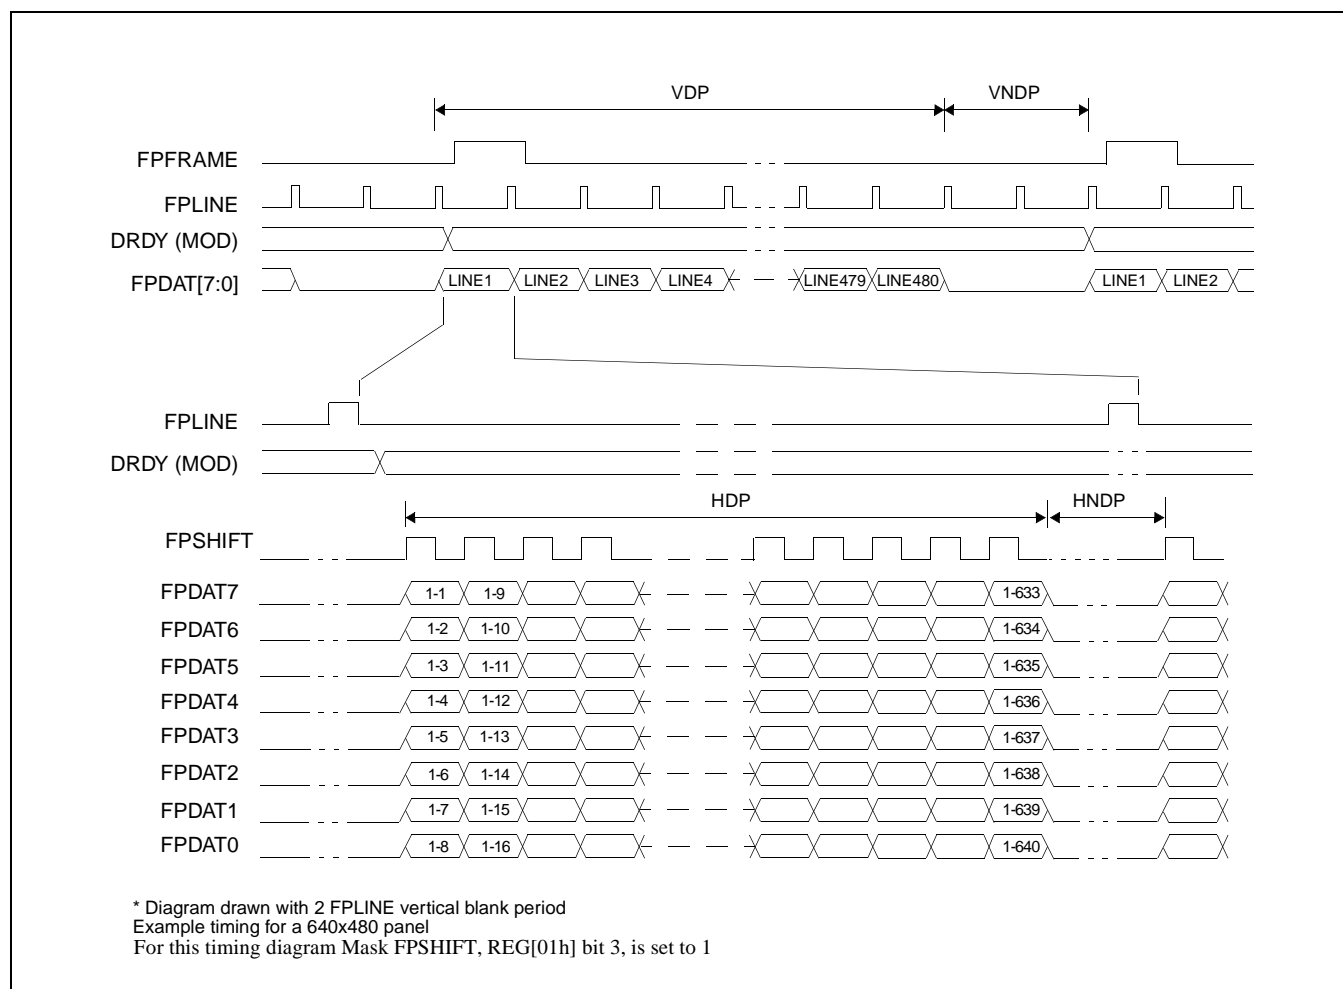 VDP VNDP
FPFRAME
FPLINE
DRDY (MOD)
FPDAT[7:0] LINE1 LINE2 LINE3 LINE4 LINE479 LINE480 LINE1 LINE2
FPLINE
DRDY (MOD)
HDP HNDP
FPSHIFT
FPDAT7 1-1 1-9 1-633
FPDAT6 1-2 1-10 1-634
FPDAT5 1-3 1-11 1-635
FPDAT4 1-4 1-12 1-636
FPDAT3 1-5 1-13 1-637
FPDAT2 1-6 1-14 1-638
FPDAT1 1-7 1-15 1-639
FPDAT0 1-8 1-16 1-640
* Diagram drawn with 2 FPLINE vertical blank period
Example timing for a 640x480 panel
For this timing diagram Mask FPSHIFT, REG[01h] bit 3, is set to 1